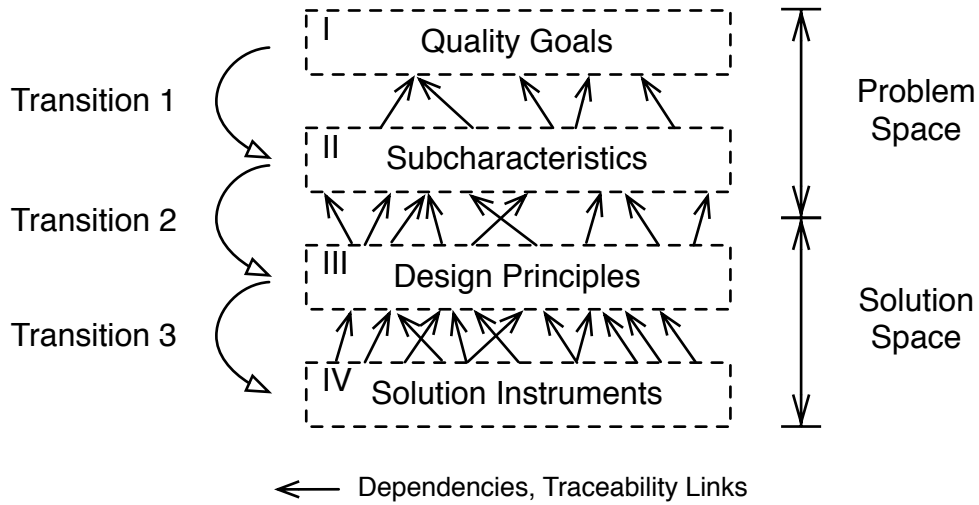 I
Quality Goals
Transition 1
Problem
Space
II
Subcharacteristics
Transition 2
III
Design Principles
Solution
Space
Transition 3
IV
Solution Instruments
Dependencies, Traceability Links